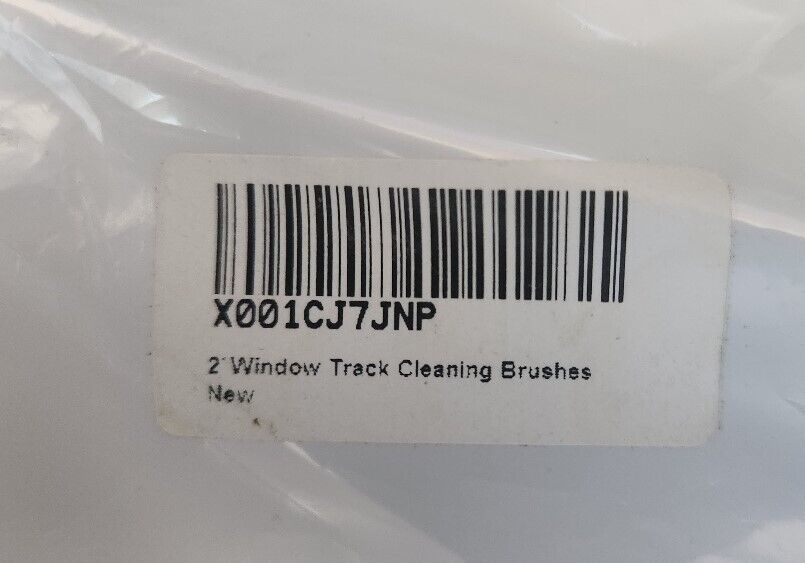 X001CJ7JNP
2 Window Track Cleaning Brushes
New